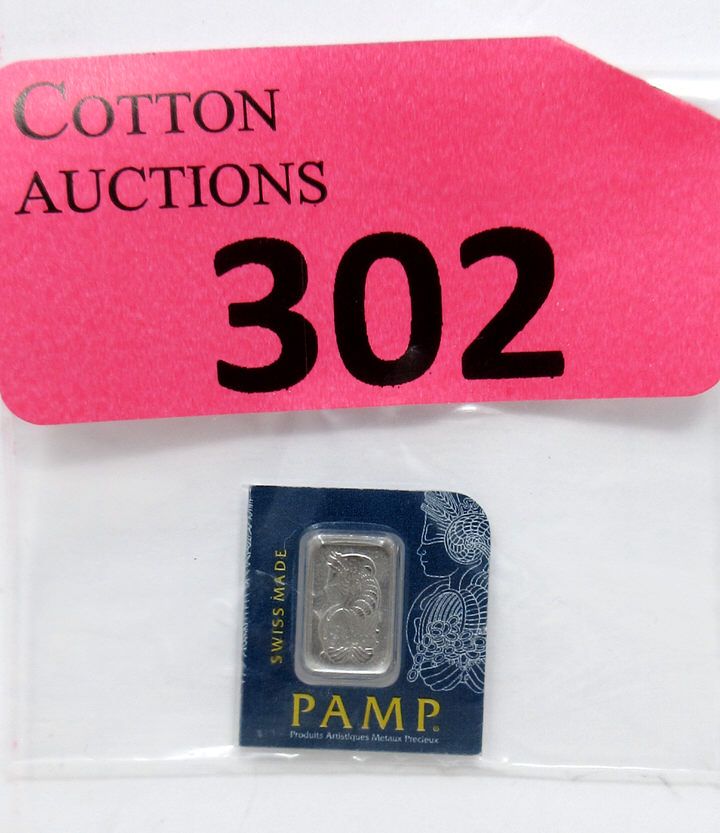 COTTON
AUCTIONS
302
SWISS MADE
PAMP®
Produits Artistiques Metaux Precieux